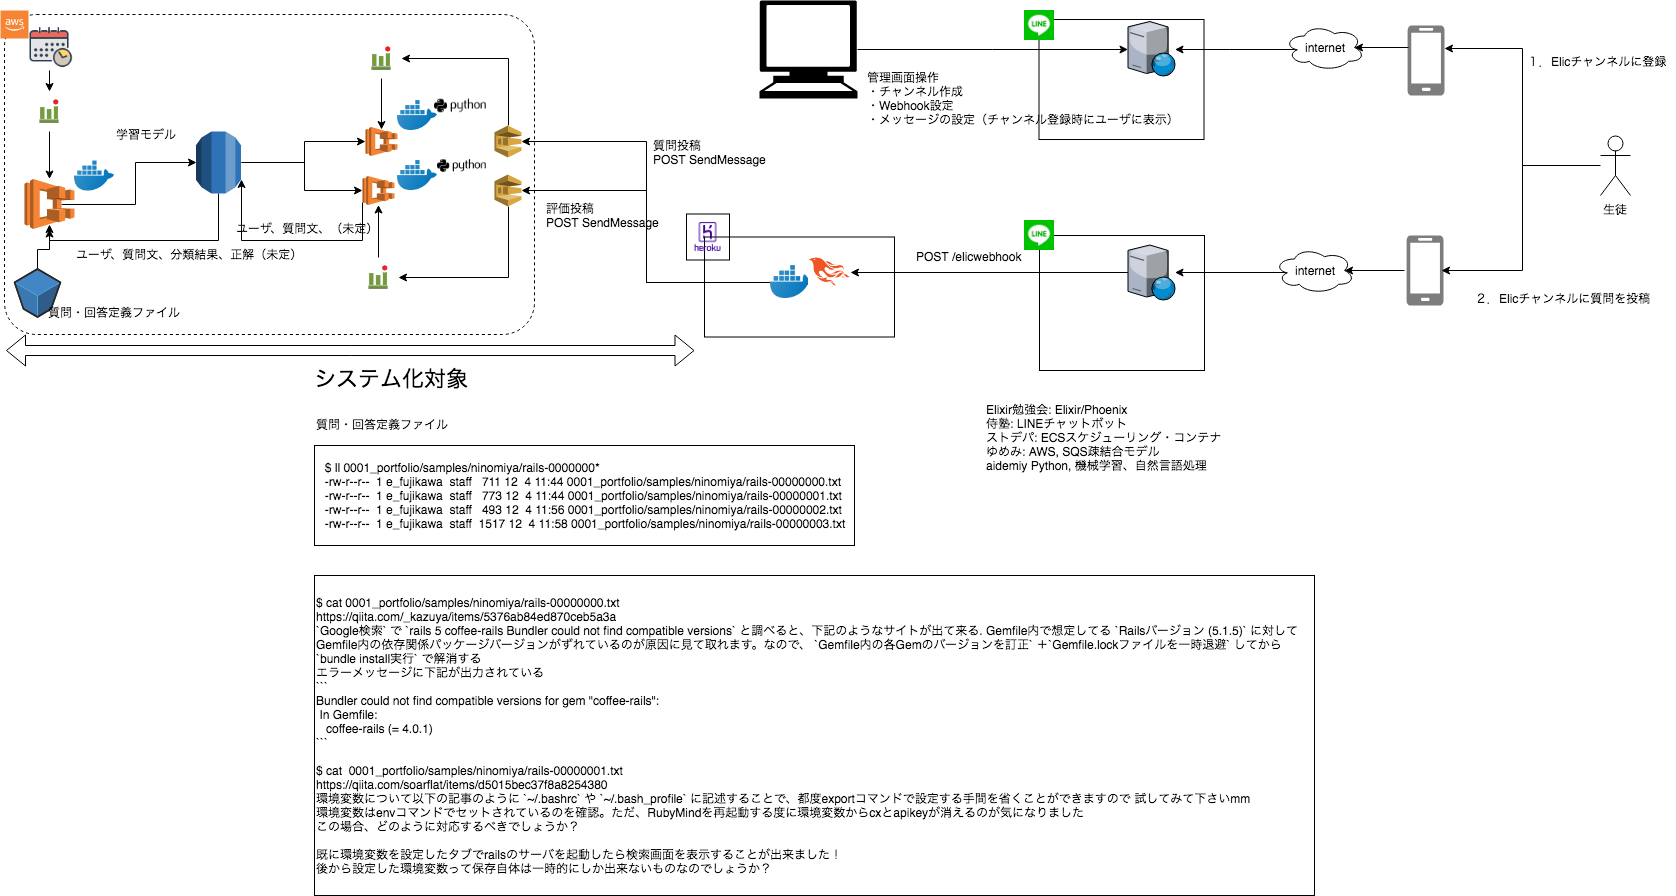 aws
学習モデル
python
python
ユーザ、質問文、（未定）
ユーザ、質問文、分類結果、正解（未定）
質問・回答定義ファイル
質問投稿
POST SendMessage
評価投稿
POST SendMessage
heroku
管理画面操作
・チャンネル作成
・Webhook設定
・メッセージの設定（チャンネル登録時にユーザに表示）
LINE
internet
1．Elicチャンネルに登録
生徒
POST /elicwebhook
LINE
internet
2．Elicチャンネルに質問を投稿
システム化対象
質問・回答定義ファイル
$ ll 0001_portfolio/samples/ninomiya/rails-0000000*
-rw-r--r-- 1 e_fujikawa staff 711 12 4 11:44 0001_portfolio/samples/ninomiya/rails-00000000.txt
-rw-r--r-- 1 e_fujikawa staff 773 12 4 11:44 0001_portfolio/samples/ninomiya/rails-00000001.txt
-rw-r--r-- 1 e_fujikawa staff 493 12 4 11:56 0001_portfolio/samples/ninomiya/rails-00000002.txt
-rw-r--r-- 1 e_fujikawa staff 1517 12 4 11:58 0001_portfolio/samples/ninomiya/rails-00000003.txt
Elixir勉強会: Elixir/Phoenix
侍塾: LINEチャットボット
ストデパ: ECSスケジューリング・コンテナ
ゆめみ: AWS, SQS疎結合モデル
aidemiy Python, 機械学習、自然言語処理
$ cat 0001_portfolio/samples/ninomiya/rails-00000000.txt
https://qiita.com/_kazuya/items/5376ab84ed870ceb5a3a
`Google検索` で `rails 5 coffee-rails Bundler could not find compatible versions` と調べると、下記のようなサイトが出て来る. Gemfile内で想定してる `Railsバージョン (5.1.5)` に対して
Gemfile内の依存関係パッケージバージョンがずれているのが原因に見て取れます。なので、 `Gemfile内の各Gemのバージョンを訂正` ＋`Gemfile.lockファイルを一時退避` してから
`bundle install実行` で解消する
エラーメッセージに下記が出力されている
```
Bundler could not find compatible versions for gem "coffee-rails":
In Gemfile:
coffee-rails (= 4.0.1)
```
$ cat 0001_portfolio/samples/ninomiya/rails-00000001.txt
https://qiita.com/soarflat/items/d5015bec37f8a8254380
環境変数について以下の記事のように `~/.bashrc` や `~/.bash_profile` に記述することで、都度exportコマンドで設定する手間を省くことができますので 試してみて下さいmm
環境変数はenvコマンドでセットされているのを確認。ただ、RubyMindを再起動する度に環境変数からcxとapikeyが消えるのが気になりました
この場合、どのように対応するべきでしょうか？
既に環境変数を設定したタブでrailsのサーバを起動したら検索画面を表示することが出来ました！
後から設定した環境変数って保存自体は一時的にしか出来ないものなのでしょうか？